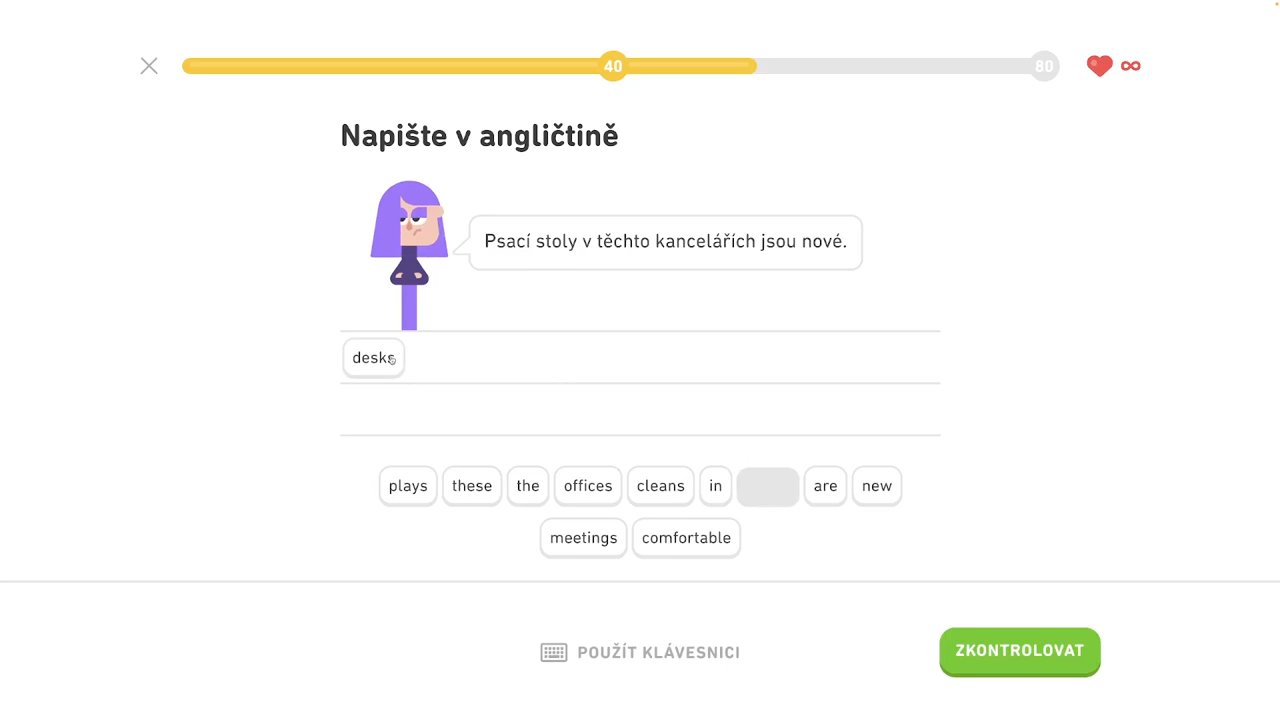 40
80
∞
Napište v angličtině
Psací stoly v těchto kancelářích jsou nové.
desks
plays these the offices cleans in are new
meetings comfortable
POUŽÍT KLÁVESNICI
ZKONTROLOVAT